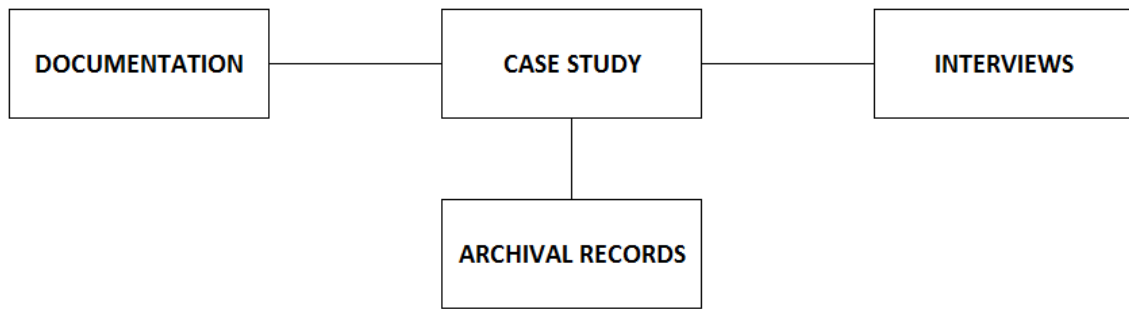 DOCUMENTATION
CASE STUDY
INTERVIEWS
ARCHIVAL RECORDS